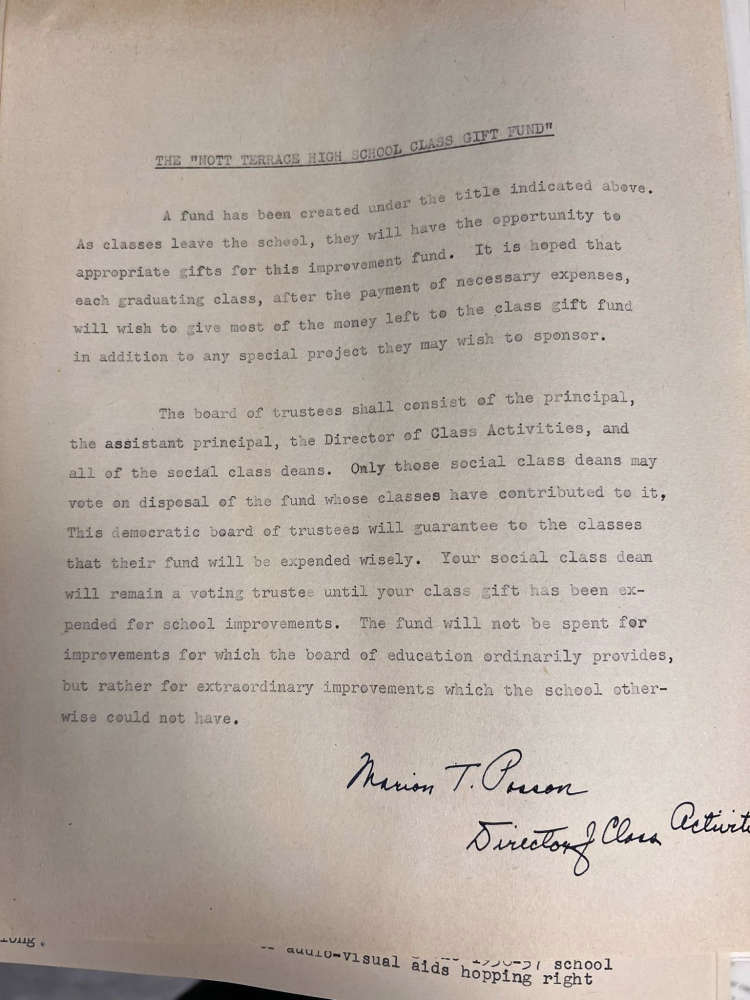 THE "NOTT TERRACE HIGH SCHOOL CLASS GIFT FUND"
A fund has been created under the title indicated above.
As classes leave the school, they will have the opportunity to
appropriate gifts for this improvement fund. It is hoped that
each graduating class, after the payment of necessary expenses,
will wish to give most of the money left to the class gift fund
in addition to any special project they may wish to sponsor.
The board of trustees shall consist of the principal,
the assistant principal, the Director of Class Activities, and
all of the social class deans. Only those social class deans may
vote on disposal of the fund whose classes have contributed to it,
This democratic board of trustees will guarantee to the classes
that their fund will be expended wisely. Your social class dean
will remain a voting trustee until your class gift has been ex-
pended for school improvements. The fund will not be spent for
improvements for which the board of education ordinarily provides,
but rather for extraordinary improvements which the school other-
wise could not have.
Marion T. Posson
Director of Class Activit
audio-visual aids school
hopping right